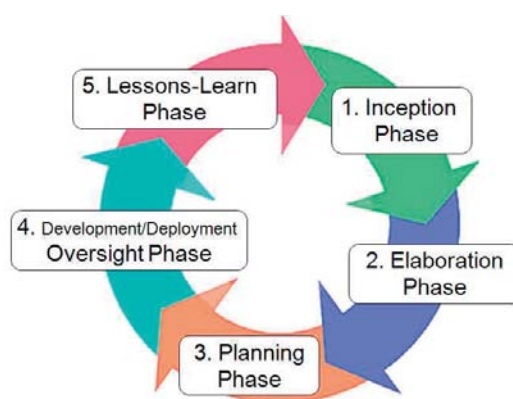 1. Inception
Phase
2. Elaboration
Phase
3. Planning
Phase
4. Development/Deployment
Oversight Phase
5. Lessons-Learn
Phase